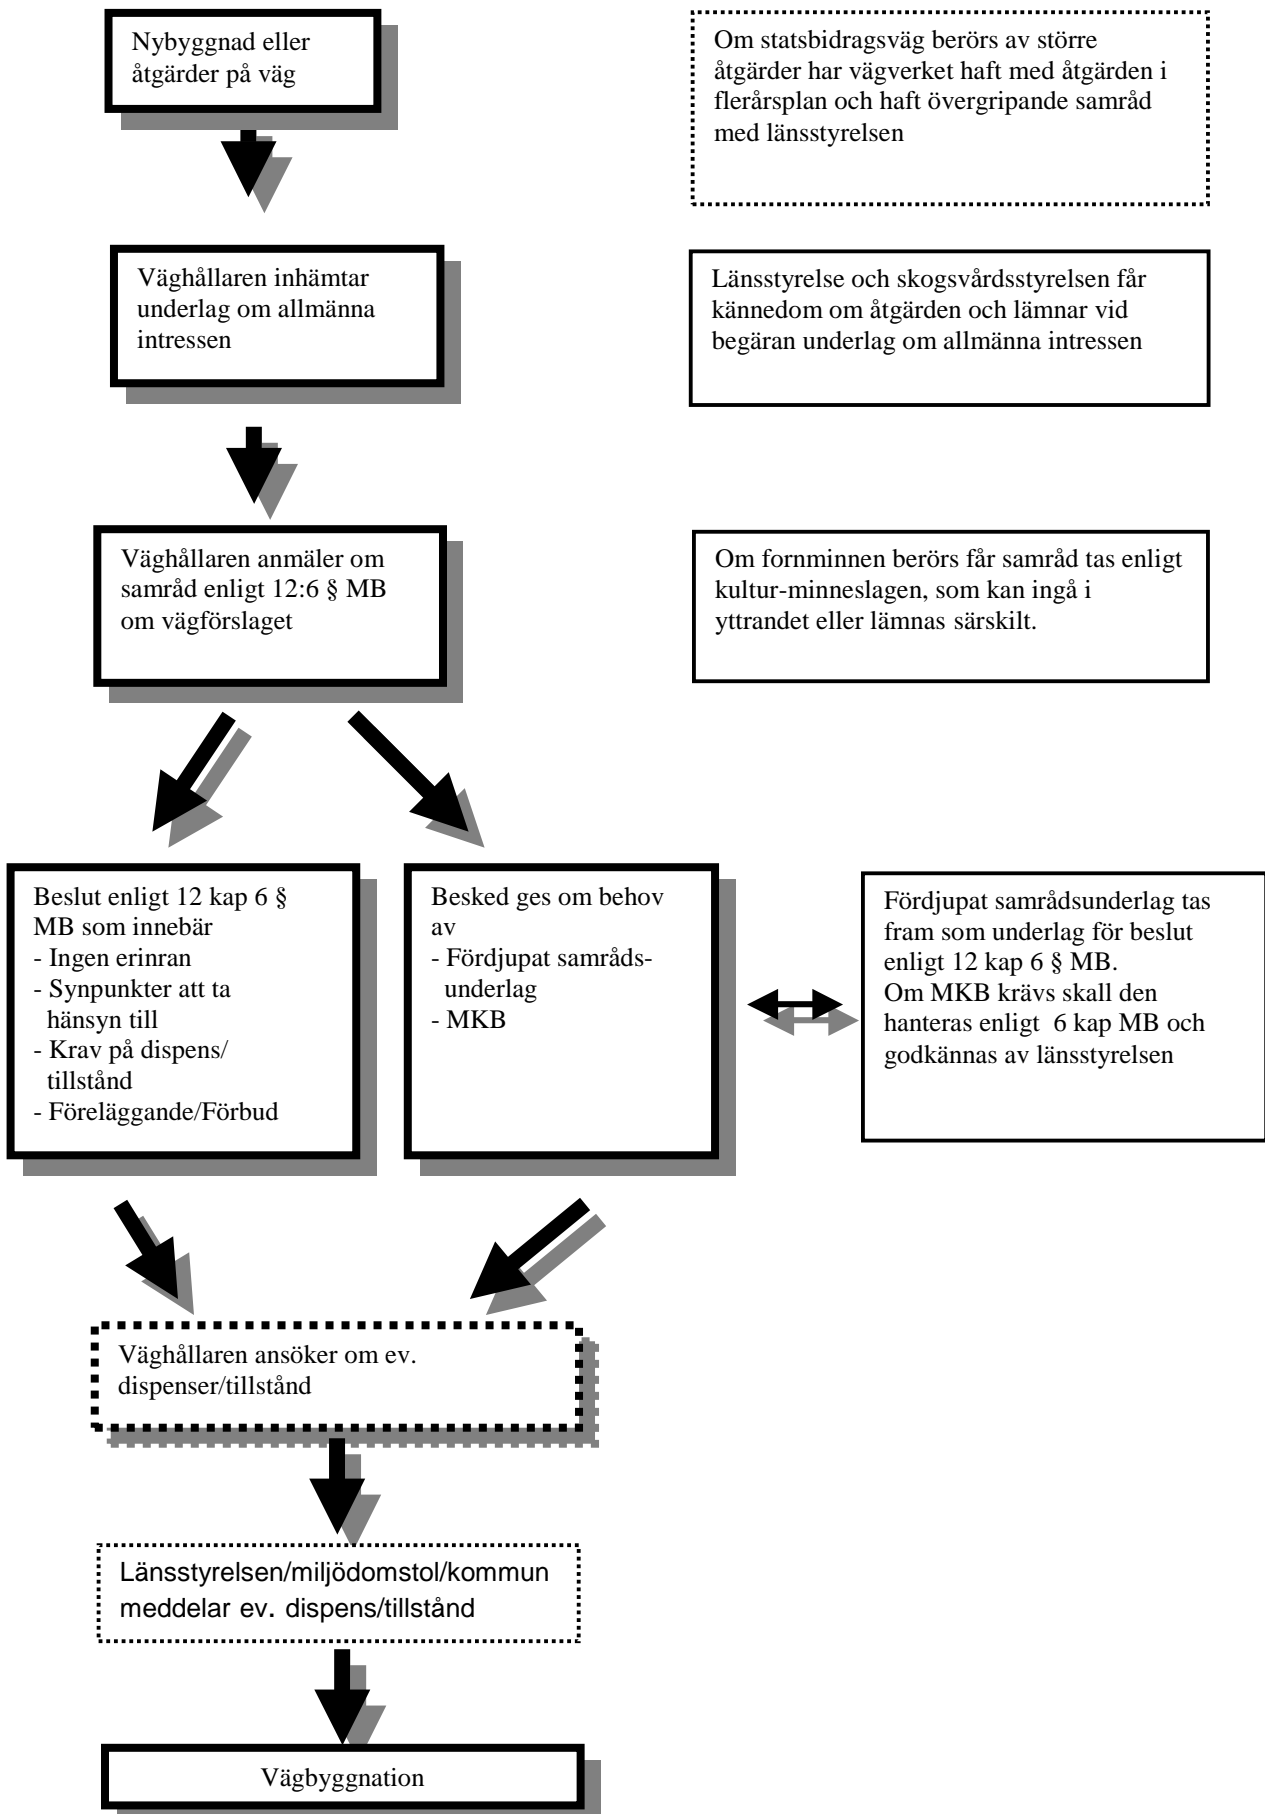 Nybyggnad eller
åtgärder på väg
Om statsbidragsväg berörs av större
åtgärder har vägverket haft med åtgärden i
flerårsplan och haft övergripande samråd
med länsstyrelsen
Väghållaren inhämtar
underlag om allmänna
intressen
Länsstyrelse och skogsvårdsstyrelsen får
kännedom om åtgärden och lämnar vid
begäran underlag om allmänna intressen
Väghållaren anmäler om
samråd enligt 12:6 § MB
om vägförslaget
Om fornminnen berörs får samråd tas enligt
kultur-minneslagen, som kan ingå i
yttrandet eller lämnas särskilt.
Beslut enligt 12 kap 6 §
MB som innebär
- Ingen erinran
- Synpunkter att ta
hänsyn till
- Krav på dispens/
tillstånd
- Föreläggande/Förbud
Besked ges om behov
av
- Fördjupat samråds-
underlag
- MKB
Fördjupat samrådsunderlag tas
fram som underlag för beslut
enligt 12 kap 6 § MB.
Om MKB krävs skall den
hanteras enligt 6 kap MB och
godkännas av länsstyrelsen
Väghållaren ansöker om ev.
dispenser/tillstånd
Länsstyrelsen/miljödomstol/kommun
meddelar ev. dispens/tillstånd
Vägbyggnation